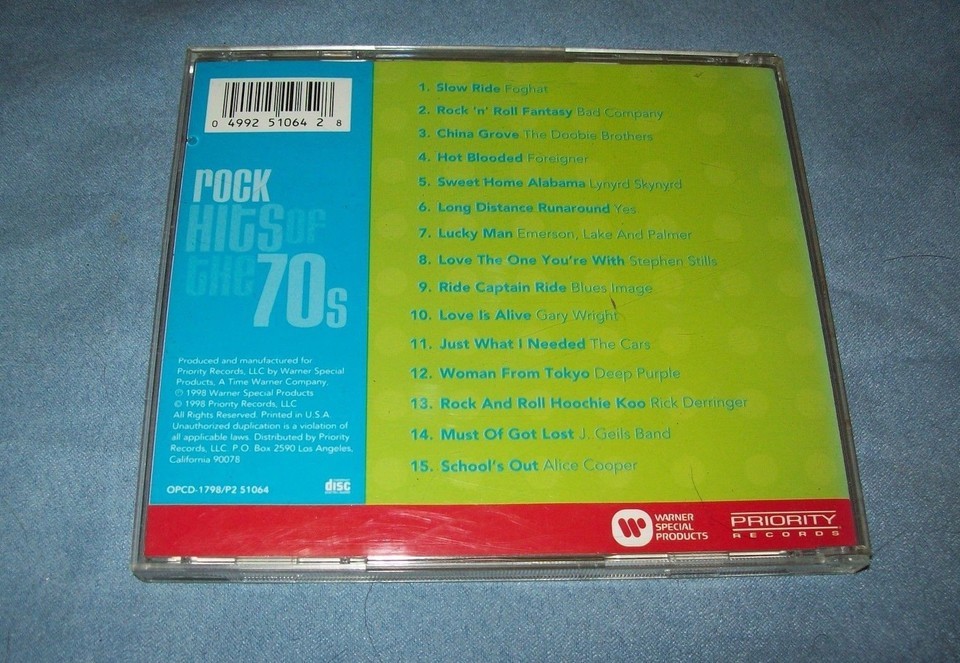 0 4992 51064 2 8
ROCK
HITS OF
THE 70s
Produced and manufactured for
Priority Records, LLC by Warner Special
Products, A Time Warner Company,
℗ 1998 Warner Special Products
© 1998 Priority Records, LLC
All Rights Reserved. Printed in U.S.A.
Unauthorized duplication is a violation of
all applicable laws. Distributed by Priority
Records, LLC P.O. Box 2590 Los Angeles,
California 90078
OPCD-1798/P2 51064
disc
1. Slow Ride Foghat
2. Rock 'n' Roll Fantasy Bad Company
3. China Grove The Doobie Brothers
4. Hot Blooded Foreigner
5. Sweet Home Alabama Lynyrd Skynyrd
6. Long Distance Runaround Yes
7. Lucky Man Emerson, Lake And Palmer
8. Love The One You're With Stephen Stills
9. Ride Captain Ride Blues Image
10. Love Is Alive Gary Wright
11. Just What I Needed The Cars
12. Woman From Tokyo Deep Purple
13. Rock And Roll Hoochie Koo Rick Derringer
14. Must Of Got Lost J. Geils Band
15. School's Out Alice Cooper
WARNER
SPECIAL
PRODUCTS
PRIORITY
RECORDS